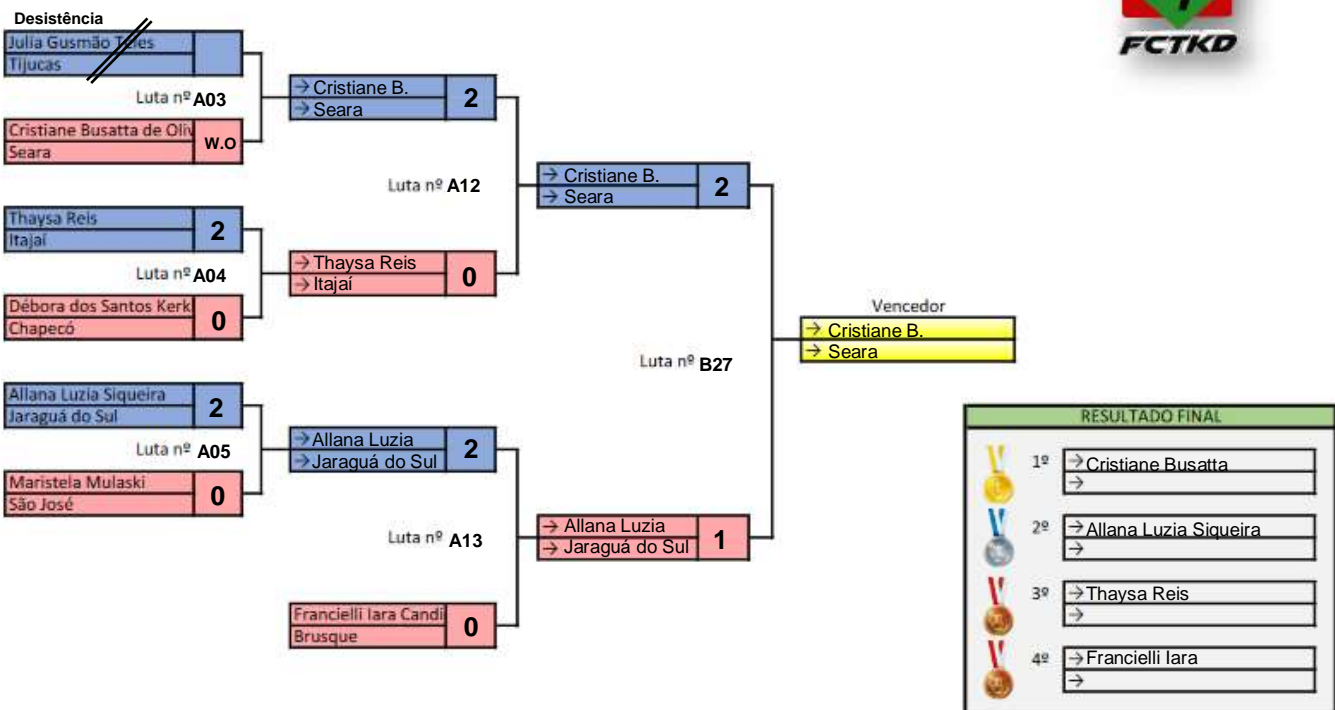 Desistência
Julia Gusmão Teles
Tijucas
Luta nº A03
Cristiane Busatta de Oliv
Seara
W.O
→ Cristiane B.
→ Seara
2
Luta nº A12
Thaysa Reis
Itajaí
2
Luta nº A04
Débora dos Santos Kerk
Chapecó
0
→ Thaysa Reis
→ Itajaí
0
→ Cristiane B.
→ Seara
2
Allana Luzia Siqueira
Jaraguá do Sul
2
Luta nº A05
Maristela Mulaski
São José
0
→ Allana Luzia
→ Jaraguá do Sul
2
Luta nº A13
Francielli Iara Candi
Brusque
0
→ Allana Luzia
→ Jaraguá do Sul
1
Luta nº B27
Vencedor
→ Cristiane B.
→ Seara
FCTKD
RESULTADO FINAL
1º → Cristiane Busatta
→
2º → Allana Luzia Siqueira
→
3º → Thaysa Reis
→
4º → Francielli Iara
→